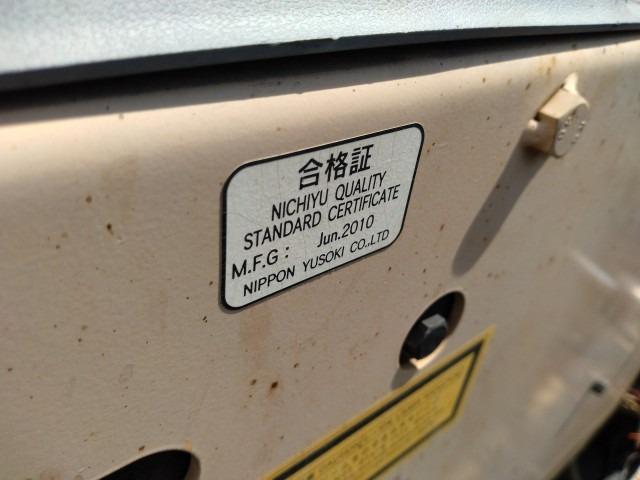 合格証
NICHIYU QUALITY
STANDARD CERTIFICATE
M.F.G : Jun.2010
NIPPON YUSOKI CO.,LTD